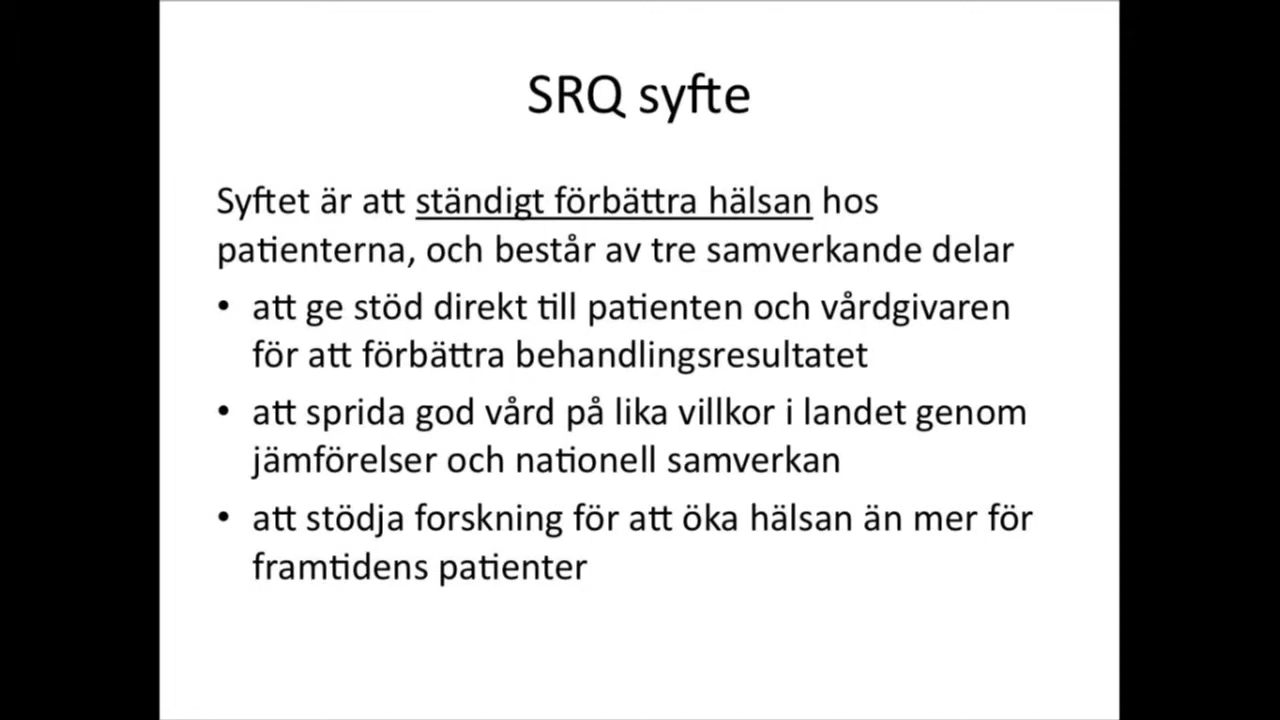 SRQ syfte
Syftet är att ständigt förbättra hälsan hos
patienterna, och består av tre samverkande delar
• att ge stöd direkt till patienten och vårdgivaren
för att förbättra behandlingsresultatet
• att sprida god vård på lika villkor i landet genom
jämförelser och nationell samverkan
• att stödja forskning för att öka hälsan än mer för
framtidens patienter